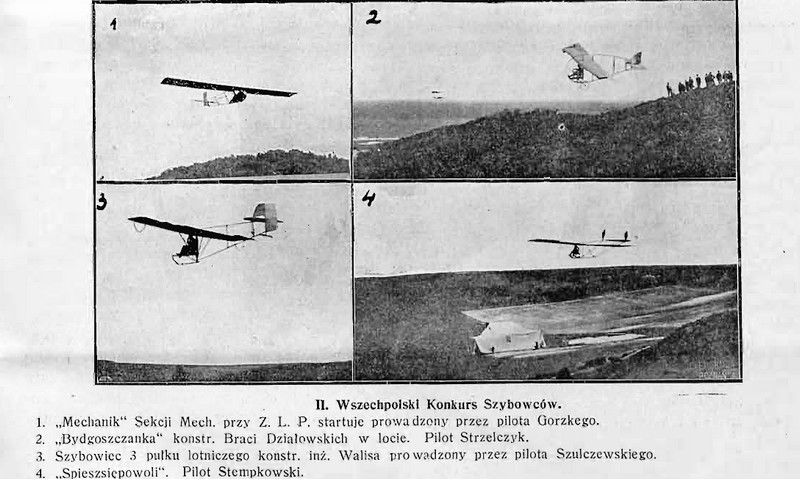 1
2
3
4
II. Wszechpolski Konkurs Szybowców.
1. „Mechanik“ Sekcji Mech. przy Z. L. P. startuje prowadzony przez pilota Gorzkego.
2. „Bydgoszczanka“ konstr. Braci Działowskich w locie. Pilot Strzelczyk.
3. Szybowiec 3 pułku lotniczego konstr. inż. Walisa prowadzony przez pilota Szulczewskiego.
4. „Spieszsiępowoli“. Pilot Stempkowski.